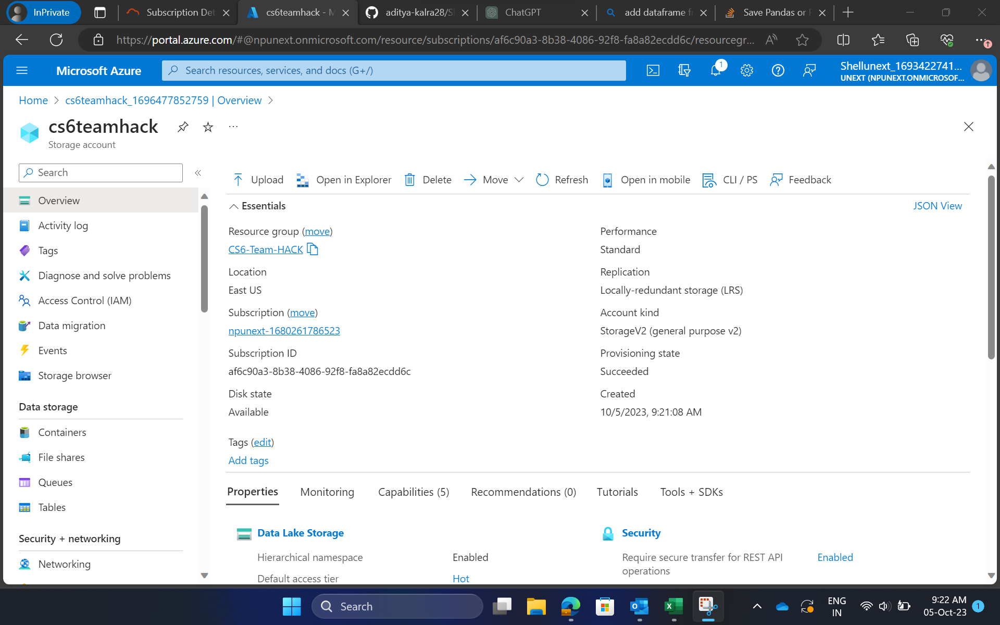 InPrivate
Subscription Det
cs6teamhack - M
aditya-kalra28/S
ChatGPT
add dataframe f
Save Pandas or
https://portal.azure.com/#@npunext.onmicrosoft.com/resource/subscriptions/af6c90a3-8b38-4086-92f8-fa8a82ecdd6c/resourcegr...
Microsoft Azure
Search resources, services, and docs (G+/)
1
Shellunext_1693422741...
UNEXT (NPUNEXT.ONMICROSOF...
Home > cs6teamhack_1696477852759 | Overview >
cs6teamhack
Storage account
Search
Overview
Activity log
Tags
Diagnose and solve problems
Access Control (IAM)
Data migration
Events
Storage browser
Data storage
Containers
File shares
Queues
Tables
Security + networking
Networking
Upload
Open in Explorer
Delete
Move
Refresh
Open in mobile
CLI / PS
Feedback
Essentials
JSON View
Resource group (move)
CS6-Team-HACK
Location
East US
Subscription (move)
npunext-1680261786523
Subscription ID
af6c90a3-8b38-4086-92f8-fa8a82ecdd6c
Disk state
Available
Performance
Standard
Replication
Locally-redundant storage (LRS)
Account kind
StorageV2 (general purpose v2)
Provisioning state
Succeeded
Created
10/5/2023, 9:21:08 AM
Tags (edit)
Add tags
Properties
Monitoring
Capabilities (5)
Recommendations (0)
Tutorials
Tools + SDKs
Data Lake Storage
Hierarchical namespace
Enabled
Default access tier
Hot
Security
Require secure transfer for REST API
operations
Enabled
Search
ENG
IN
9:22 AM
05-Oct-23
1